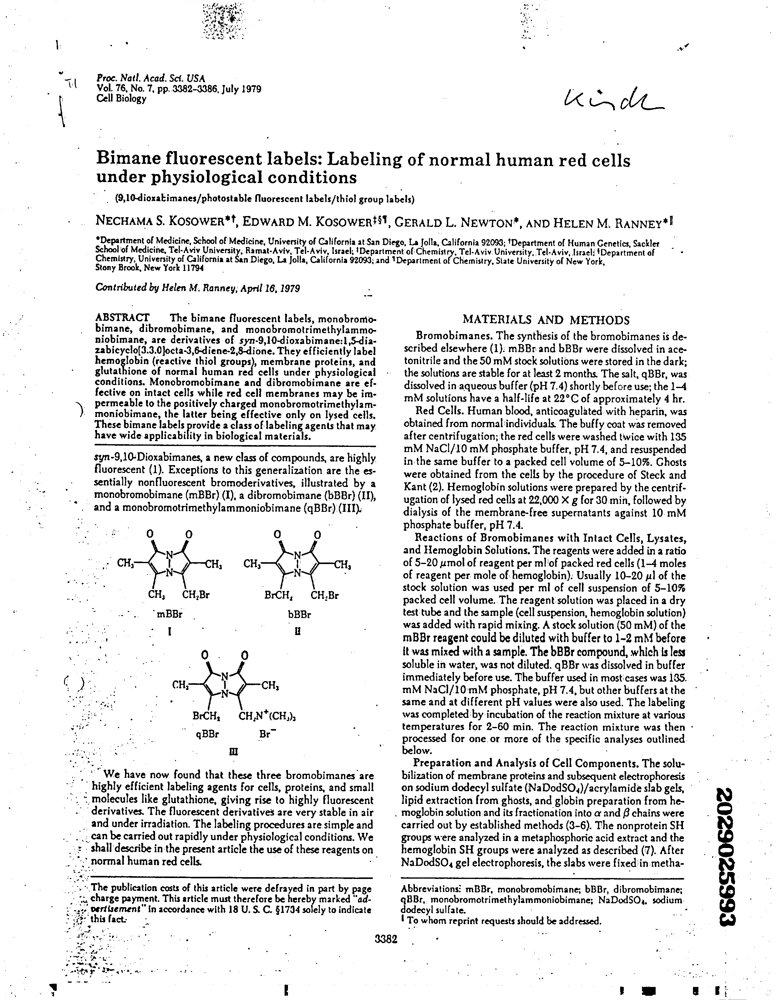 Proc. Natl. Acad. Sci. USA
Vol. 76, No. 7, pp. 3382–3386, July 1979
Cell Biology
Bimane fluorescent labels: Labeling of normal human red cells
under physiological conditions
(9,10-dioxabimanes/photostable fluorescent labels/thiol group labels)
NECHAMA S. KOSOWER*†, EDWARD M. KOSOWER‡§¶, GERALD L. NEWTON*, AND HELEN M. RANNEY*‖
*Department of Medicine, School of Medicine, University of California at San Diego, La Jolla, California 92093; †Department of Human Genetics, Sackler
School of Medicine, Tel-Aviv University, Ramat-Aviv, Tel-Aviv, Israel; ‡Department of Chemistry, Tel-Aviv University, Tel-Aviv, Israel; §Department of
Chemistry, University of California at San Diego, La Jolla, California 92093; and ¶Department of Chemistry, State University of New York,
Stony Brook, New York 11794
Contributed by Helen M. Ranney, April 16, 1979
ABSTRACT The bimane fluorescent labels, monobromo-
bimane, dibromobimane, and monobromotrimethylammo-
niobimane, are derivatives of syn-9,10-dioxabimane:1,5-dia-
zabicyclo[3.3.0]octa-3,6-diene-2,8-dione. They efficiently label
hemoglobin (reactive thiol groups), membrane proteins, and
glutathione of normal human red cells under physiological
conditions. Monobromobimane and dibromobimane are ef-
fective on intact cells while red cell membranes may be im-
permeable to the positively charged monobromotrimethylam-
moniobimane, the latter being effective only on lysed cells.
These bimane labels provide a class of labeling agents that may
have wide applicability in biological materials.
syn-9,10-Dioxabimanes, a new class of compounds, are highly
fluorescent (1). Exceptions to this generalization are the es-
sentially nonfluorescent bromoderivatives, illustrated by a
monobromobimane (mBBr) (I), a dibromobimane (bBBr) (II),
and a monobromotrimethylammoniobimane (qBBr) (III).
O O O O
N N
CH₃ CH₃ CH₃ CH₃
N N
CH₃ CH₂Br BrCH₂ CH₂Br
mBBr bBBr
I II
O O
N
CH₃ CH₃
N
BrCH₂ CH₂N⁺(CH₃)₃
qBBr Br⁻
III
We have now found that these three bromobimanes are
highly efficient labeling agents for cells, proteins, and small
molecules like glutathione, giving rise to highly fluorescent
derivatives. The fluorescent derivatives are very stable in air
and under irradiation. The labeling procedures are simple and
can be carried out rapidly under physiological conditions. We
shall describe in the present article the use of these reagents on
normal human red cells.
The publication costs of this article were defrayed in part by page
charge payment. This article must therefore be hereby marked "ad-
vertisement" in accordance with 18 U. S. C. §1734 solely to indicate
this fact.
MATERIALS AND METHODS
Bromobimanes. The synthesis of the bromobimanes is de-
scribed elsewhere (1). mBBr and bBBr were dissolved in ace-
tonitrile and the 50 mM stock solutions were stored in the dark;
the solutions are stable for at least 2 months. The salt, qBBr, was
dissolved in aqueous buffer (pH 7.4) shortly before use; the 1–4
mM solutions have a half-life at 22°C of approximately 4 hr.
Red Cells. Human blood, anticoagulated with heparin, was
obtained from normal individuals. The buffy coat was removed
after centrifugation; the red cells were washed twice with 135
mM NaCl/10 mM phosphate buffer, pH 7.4, and resuspended
in the same buffer to a packed cell volume of 5–10%. Ghosts
were obtained from the cells by the procedure of Steck and
Kant (2). Hemoglobin solutions were prepared by the centrif-
ugation of lysed red cells at 22,000 × g for 30 min, followed by
dialysis of the membrane-free supernatants against 10 mM
phosphate buffer, pH 7.4.
Reactions of Bromobimanes with Intact Cells, Lysates,
and Hemoglobin Solutions. The reagents were added in a ratio
of 5–20 μmol of reagent per ml of packed red cells (1–4 moles
of reagent per mole of hemoglobin). Usually 10–20 μl of the
stock solution was used per ml of cell suspension of 5–10%
packed cell volume. The reagent solution was placed in a dry
test tube and the sample (cell suspension, hemoglobin solution)
was added with rapid mixing. A stock solution (50 mM) of the
mBBr reagent could be diluted with buffer to 1–2 mM before
it was mixed with a sample. The bBBr compound, which is less
soluble in water, was not diluted. qBBr was dissolved in buffer
immediately before use. The buffer used in most cases was 135
mM NaCl/10 mM phosphate, pH 7.4, but other buffers at the
same and at different pH values were also used. The labeling
was completed by incubation of the reaction mixture at various
temperatures for 2–60 min. The reaction mixture was then
processed for one or more of the specific analyses outlined
below.
Preparation and Analysis of Cell Components. The solu-
bilization of membrane proteins and subsequent electrophoresis
on sodium dodecyl sulfate (NaDodSO₄)/acrylamide slab gels,
lipid extraction from ghosts, and globin preparation from he-
moglobin solution and its fractionation into α and β chains were
carried out by established methods (3–6). The nonprotein SH
groups were analyzed in a metaphosphoric acid extract and the
hemoglobin SH groups were analyzed as described (7). After
NaDodSO₄ gel electrophoresis, the slabs were fixed in metha-
Abbreviations: mBBr, monobromobimane; bBBr, dibromobimane;
qBBr, monobromotrimethylammoniobimane; NaDodSO₄, sodium
dodecyl sulfate.
‖ To whom reprint requests should be addressed.
3382
2029025993